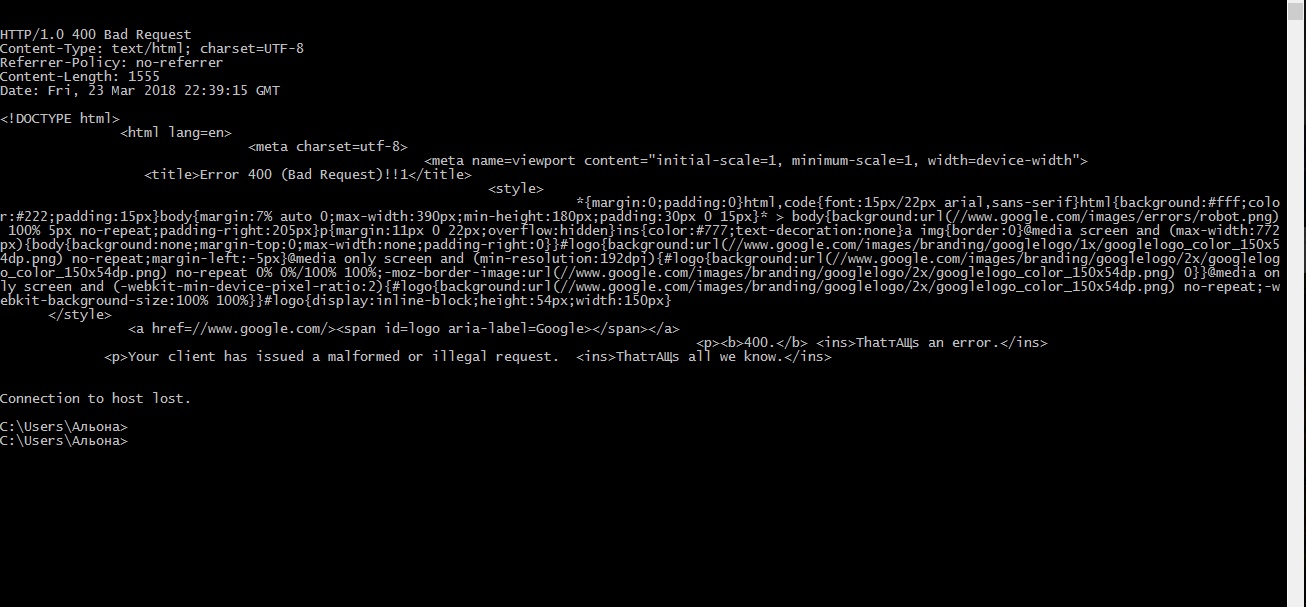 HTTP/1.0 400 Bad Request
Content-Type: text/html; charset=UTF-8
Referrer-Policy: no-referrer
Content-Length: 1555
Date: Fri, 23 Mar 2018 22:39:15 GMT
<!DOCTYPE html>
<html lang=en>
<meta charset=utf-8>
<meta name=viewport content="initial-scale=1, minimum-scale=1, width=device-width">
<title>Error 400 (Bad Request)!!1</title>
<style>
*{margin:0;padding:0}html,code{font:15px/22px arial,sans-serif}html{background:#fff;colo
r:#222;padding:15px}body{margin:7% auto 0;max-width:390px;min-height:180px;padding:30px 0 15px}* > body{background:url(//www.google.com/images/errors/robot.png)
100% 5px no-repeat;padding-right:205px}p{margin:11px 0 22px;overflow:hidden}ins{color:#777;text-decoration:none}a img{border:0}@media screen and (max-width:772
px){body{background:none;margin-top:0;max-width:none;padding-right:0}}#logo{background:url(//www.google.com/images/branding/googlelogo/1x/googlelogo_color_150x5
4dp.png) no-repeat;margin-left:-5px}@media only screen and (min-resolution:192dpi){#logo{background:url(//www.google.com/images/branding/googlelogo/2x/googlelog
o_color_150x54dp.png) no-repeat 0% 0%/100% 100%;-moz-border-image:url(//www.google.com/images/branding/googlelogo/2x/googlelogo_color_150x54dp.png) 0}}@media on
ly screen and (-webkit-min-device-pixel-ratio:2){#logo{background:url(//www.google.com/images/branding/googlelogo/2x/googlelogo_color_150x54dp.png) no-repeat;-w
ebkit-background-size:100% 100%}}#logo{display:inline-block;height:54px;width:150px}
</style>
<a href=//www.google.com/><span id=logo aria-label=Google></span></a>
<p><b>400.</b> <ins>ThatтАЩs an error.</ins>
<p>Your client has issued a malformed or illegal request.  <ins>ThatтАЩs all we know.</ins>
Connection to host lost.
C:\Users\Альона>
C:\Users\Альона>